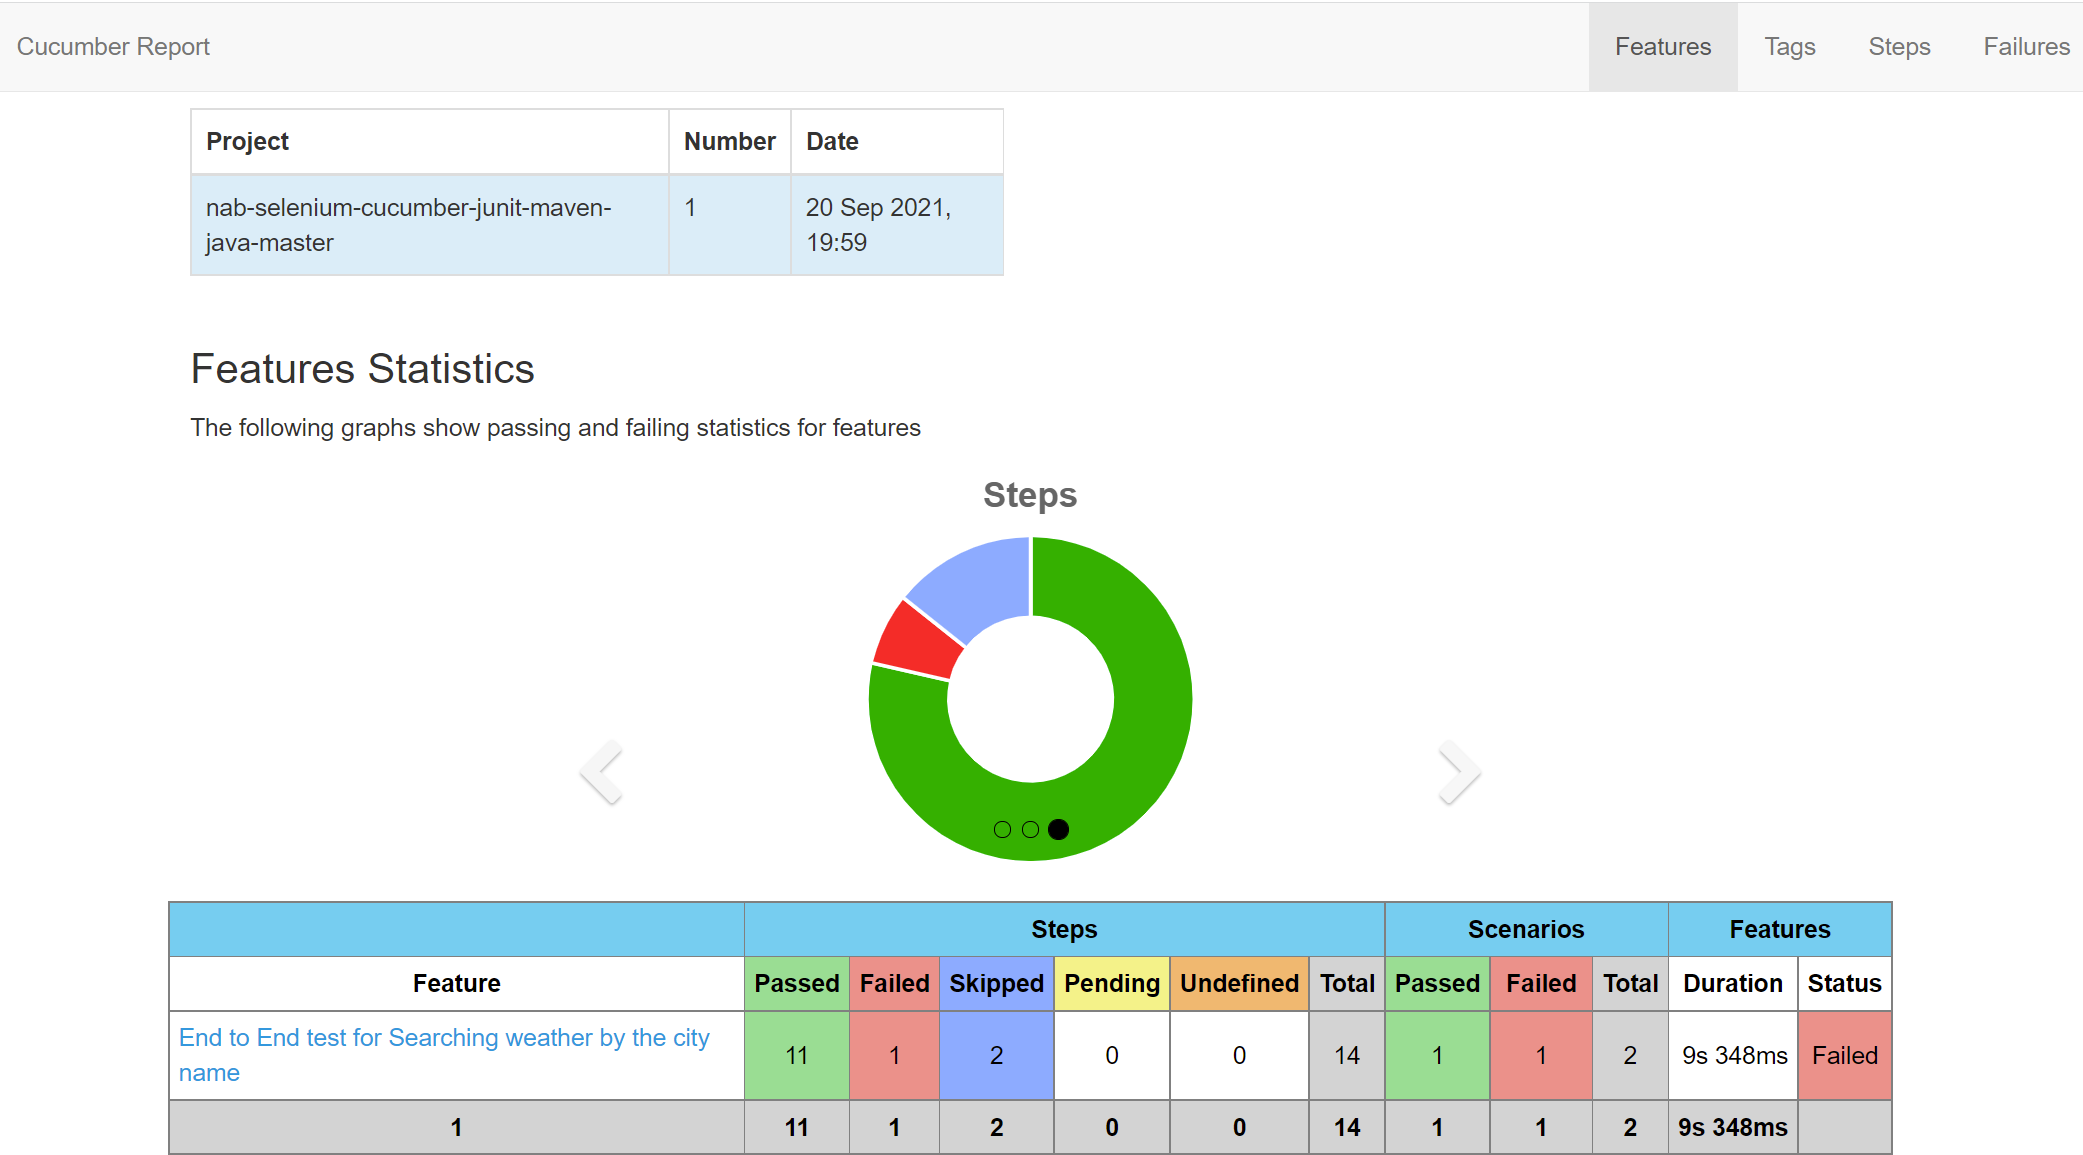 Cucumber Report Features Tags Steps Failures
Project Number Date
nab-selenium-cucumber-junit-maven- 1 20 Sep 2021,
java-master 19:59
Features Statistics
The following graphs show passing and failing statistics for features
Steps
Steps Scenarios Features
Feature Passed Failed Skipped Pending Undefined Total Passed Failed Total Duration Status
End to End test for Searching weather by the city
name 11 1 2 0 0 14 1 1 2 9s 348ms Failed
1 11 1 2 0 0 14 1 1 2 9s 348ms